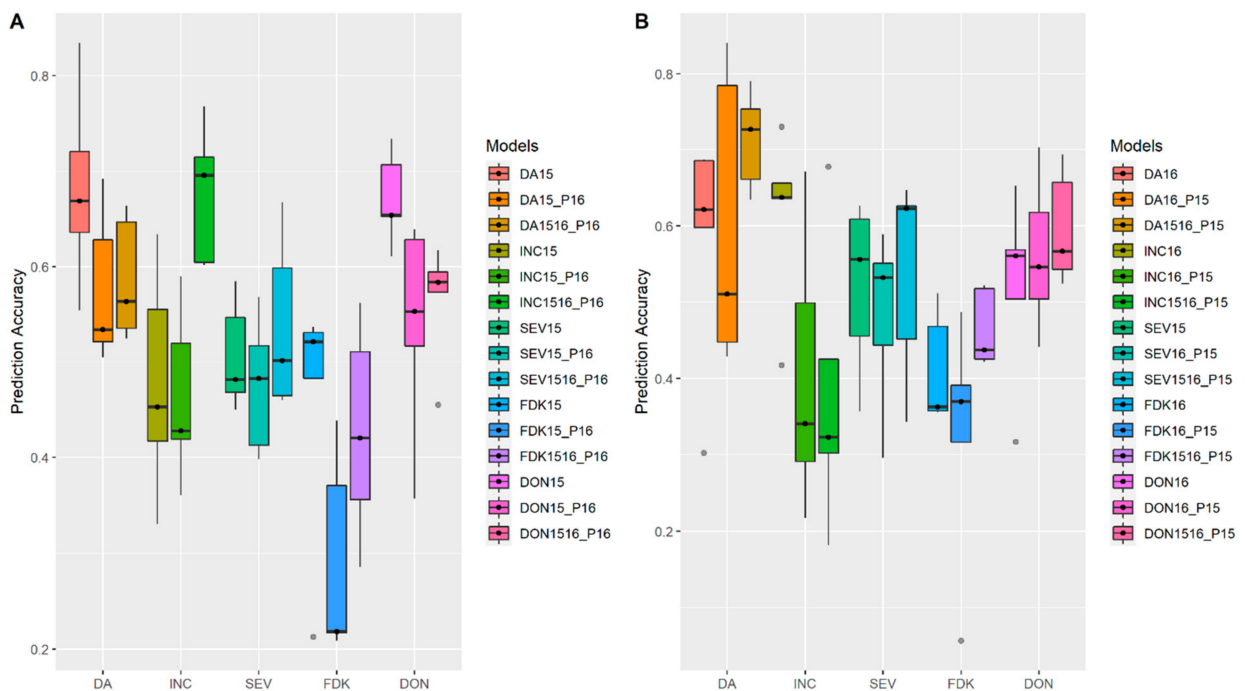 A
Prediction Accuracy
0.8
0.6
0.4
0.2
DA
INC
SEV
FDK
DON
Models
DA15
DA15_P16
DA1516_P16
INC15
INC15_P16
INC1516_P16
SEV15
SEV15_P16
SEV1516_P16
FDK15
FDK15_P16
FDK1516_P16
DON15
DON15_P16
DON1516_P16
B
Prediction Accuracy
0.8
0.6
0.4
0.2
DA
INC
SEV
FDK
DON
Models
DA16
DA16_P15
DA1516_P15
INC16
INC16_P15
INC1516_P15
SEV15
SEV16_P15
SEV1516_P15
FDK16
FDK16_P15
FDK1516_P15
DON16
DON16_P15
DON1516_P15